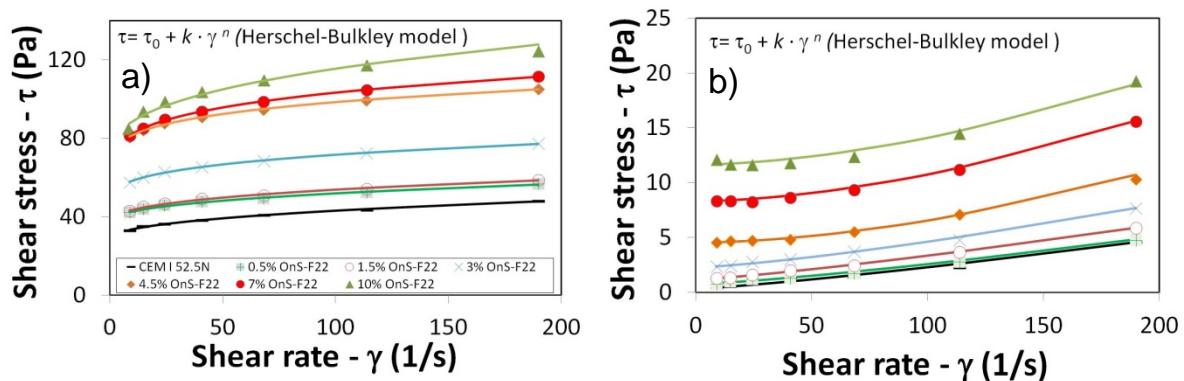 τ= τ0 + k · γ n (Herschel-Bulkley model )
a)
120
80
40
0
Shear stress - τ (Pa)
CEM I 52.5N 0.5% OnS-F22 1.5% OnS-F22 3% OnS-F22
4.5% OnS-F22 7% OnS-F22 10% OnS-F22
0 50 100 150 200
Shear rate - γ (1/s)
τ= τ0 + k · γ n (Herschel-Bulkley model )
b)
25
20
15
10
5
0
Shear stress - τ (Pa)
0 50 100 150 200
Shear rate - γ (1/s)